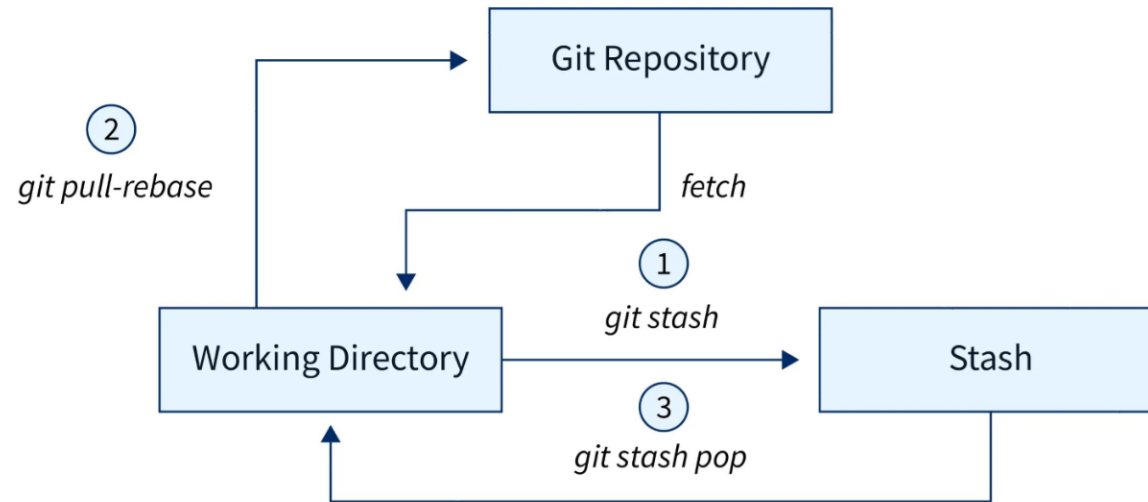 Git Repository
2
git pull-rebase
fetch
1
git stash
Working Directory
Stash
3
git stash pop